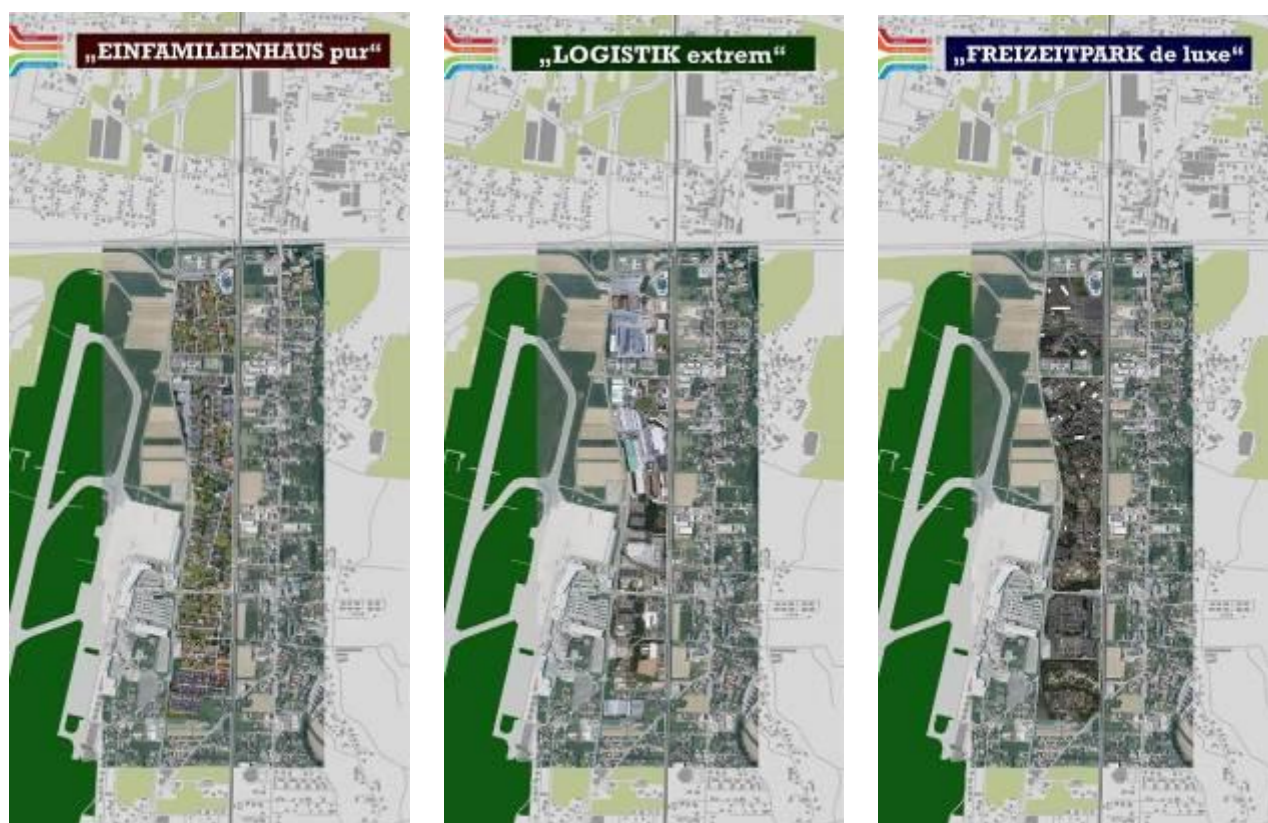 „EINFAMILIENHAUS pur“
„LOGISTIK extrem“
„FREIZEITPARK de luxe“